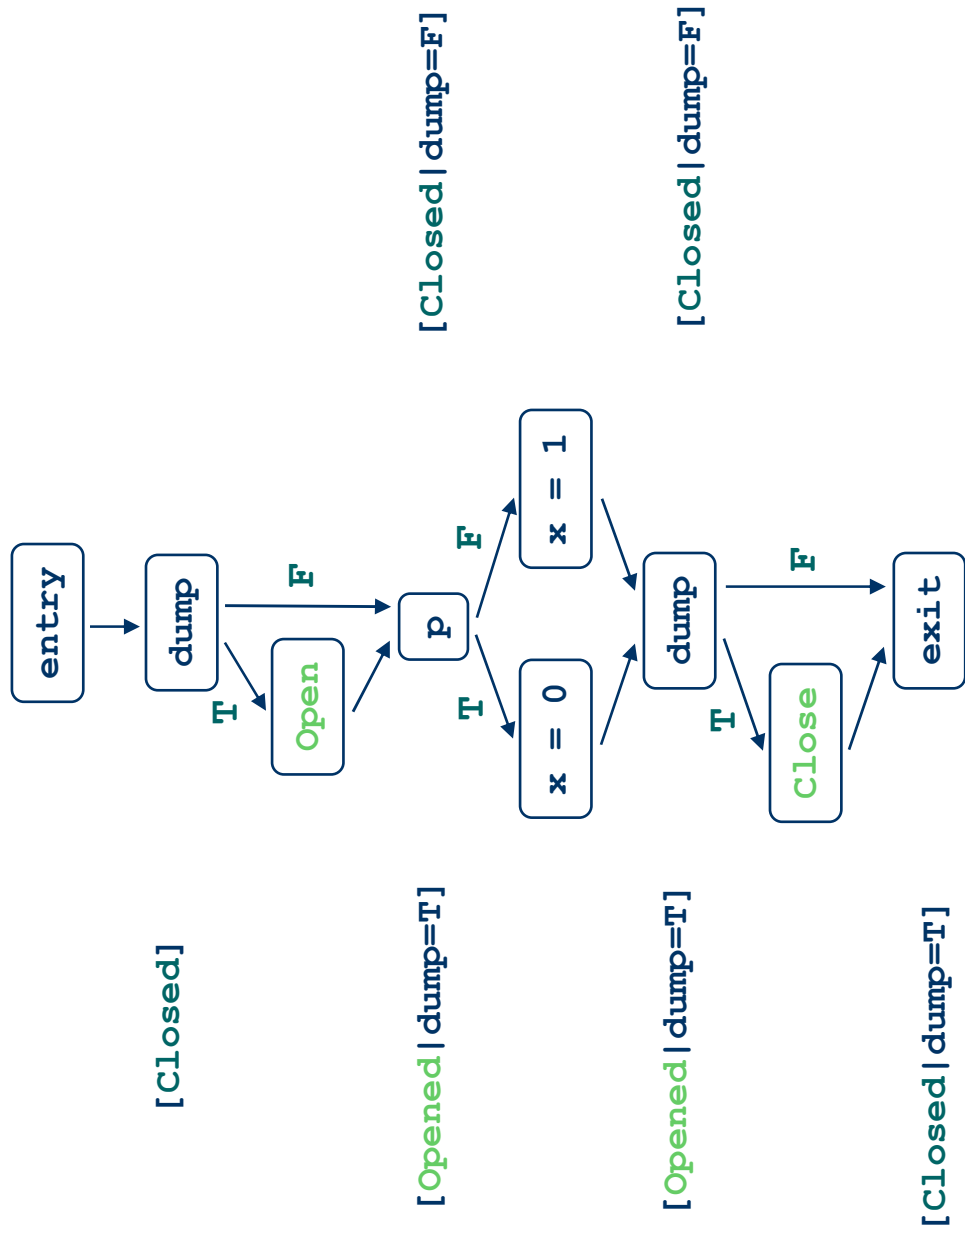 entry
[Closed]
dump
T
F
Open
[Opened|dump=T]
p
[Closed|dump=F]
T
F
x = 0
x = 1
[Opened|dump=T]
dump
[Closed|dump=F]
T
F
Close
[Closed|dump=T]
exit